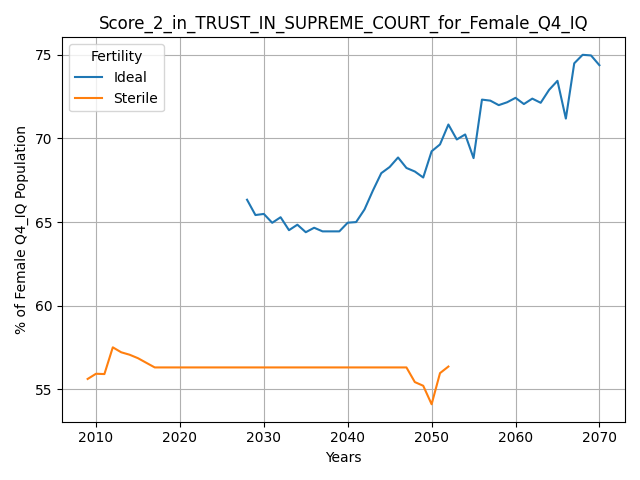 Score_2_in_TRUST_IN_SUPREME_COURT_for_Female_Q4_IQ
Fertility
Ideal
Sterile
% of Female Q4_IQ Population
75
70
65
60
55
2010 2020 2030 2040 2050 2060 2070
Years